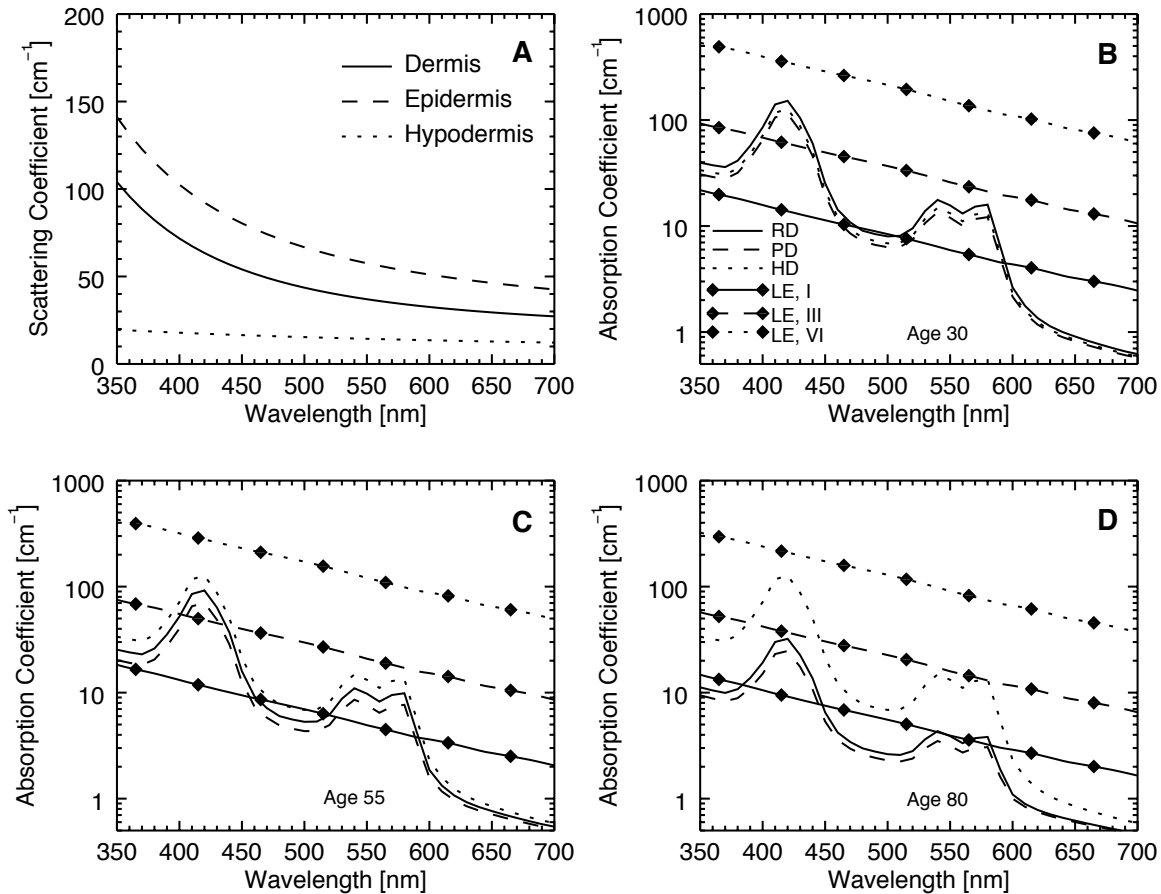 A
Scattering Coefficient [cm⁻¹]
200
150
100
50
0
Dermis
Epidermis
Hypodermis
350 400 450 500 550 600 650 700
Wavelength [nm]
B
Absorption Coefficient [cm⁻¹]
1000
100
10
1
RD
PD
HD
LE, I
LE, III
LE, VI
Age 30
350 400 450 500 550 600 650 700
Wavelength [nm]
C
Absorption Coefficient [cm⁻¹]
1000
100
10
1
Age 55
350 400 450 500 550 600 650 700
Wavelength [nm]
D
Absorption Coefficient [cm⁻¹]
1000
100
10
1
Age 80
350 400 450 500 550 600 650 700
Wavelength [nm]